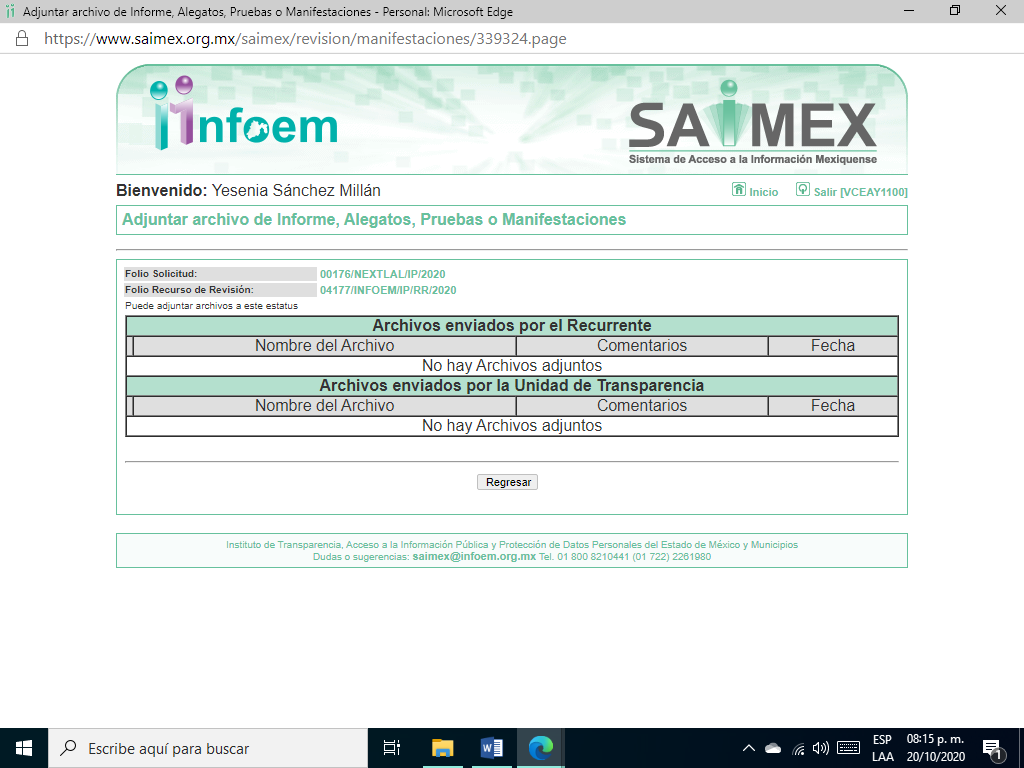 Adjuntar archivo de Informe, Alegatos, Pruebas o Manifestaciones - Personal: Microsoft Edge
https://www.saimex.org.mx/saimex/revision/manifestaciones/339324.page
infoem
SAIMEX
Sistema de Acceso a la Información Mexiquense
Bienvenido: Yesenia Sánchez Millán
Inicio Salir [VCEAY1100]
Adjuntar archivo de Informe, Alegatos, Pruebas o Manifestaciones
Folio Solicitud: 00176/NEXTLAL/IP/2020
Folio Recurso de Revisión: 04177/INFOEM/IP/RR/2020
Puede adjuntar archivos a este estatus
Archivos enviados por el Recurrente
Nombre del Archivo Comentarios Fecha
No hay Archivos adjuntos
Archivos enviados por la Unidad de Transparencia
Nombre del Archivo Comentarios Fecha
No hay Archivos adjuntos
Regresar
Instituto de Transparencia, Acceso a la Información Pública y Protección de Datos Personales del Estado de México y Municipios
Dudas o sugerencias: saimex@infoem.org.mx Tel. 01 800 8210441 (01 722) 2261980
Escribe aquí para buscar
ESP
LAA
08:15 p. m.
20/10/2020
1